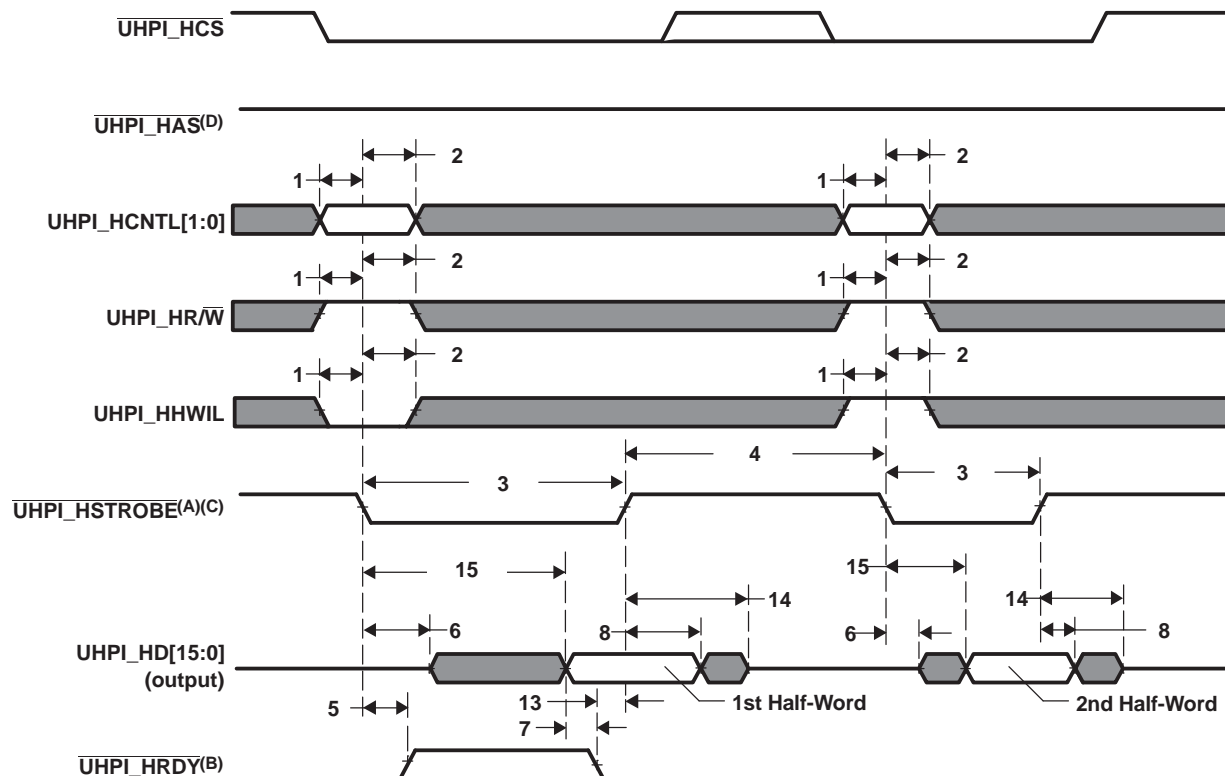 UHPI_HCS
UHPI_HAS(D)
2
2
1
1
UHPI_HCNTL[1:0]
2
2
1
1
UHPI_HR/W
2
2
1
1
UHPI_HHWIL
4
3
3
UHPI_HSTROBE(A)(C)
15
15
14
14
6
8
6
8
UHPI_HD[15:0]
(output)
5
13
1st Half-Word
2nd Half-Word
7
UHPI_HRDY(B)